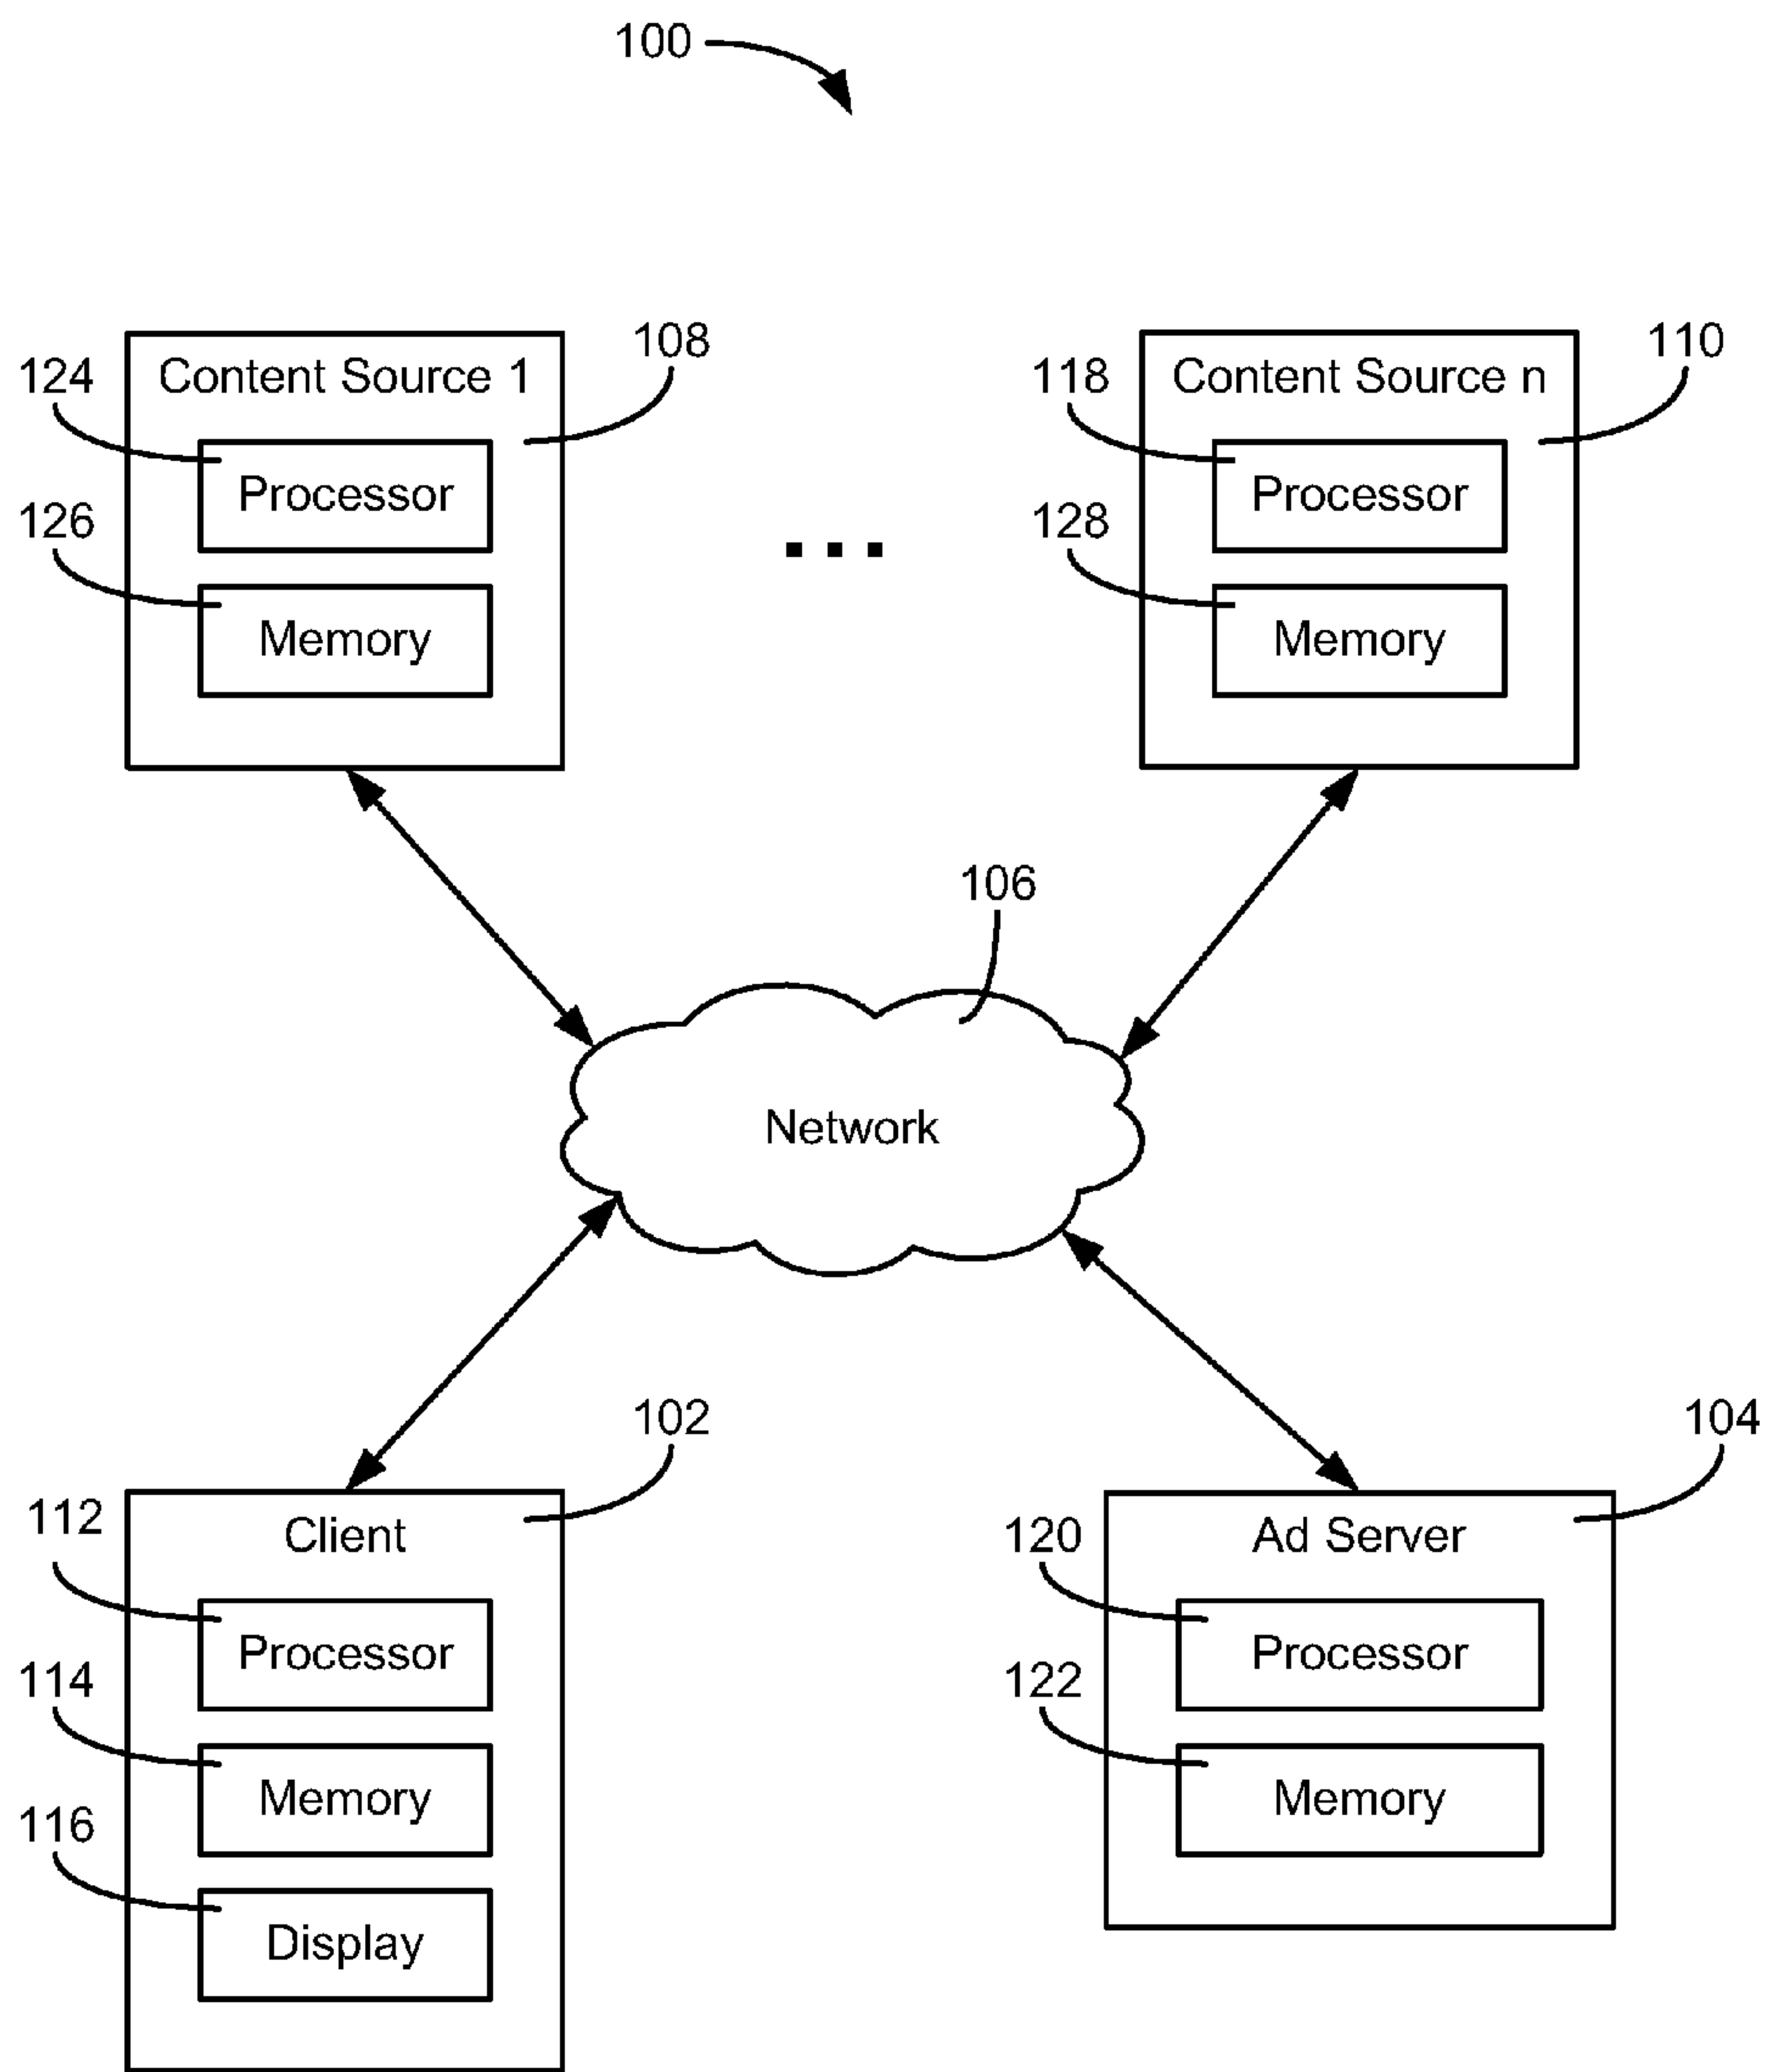 100
108
110
124
Content Source 1
118
Content Source n
Processor
Processor
126
128
...
Memory
Memory
106
Network
102
104
112
Client
120
Ad Server
Processor
Processor
114
122
Memory
Memory
116
Display